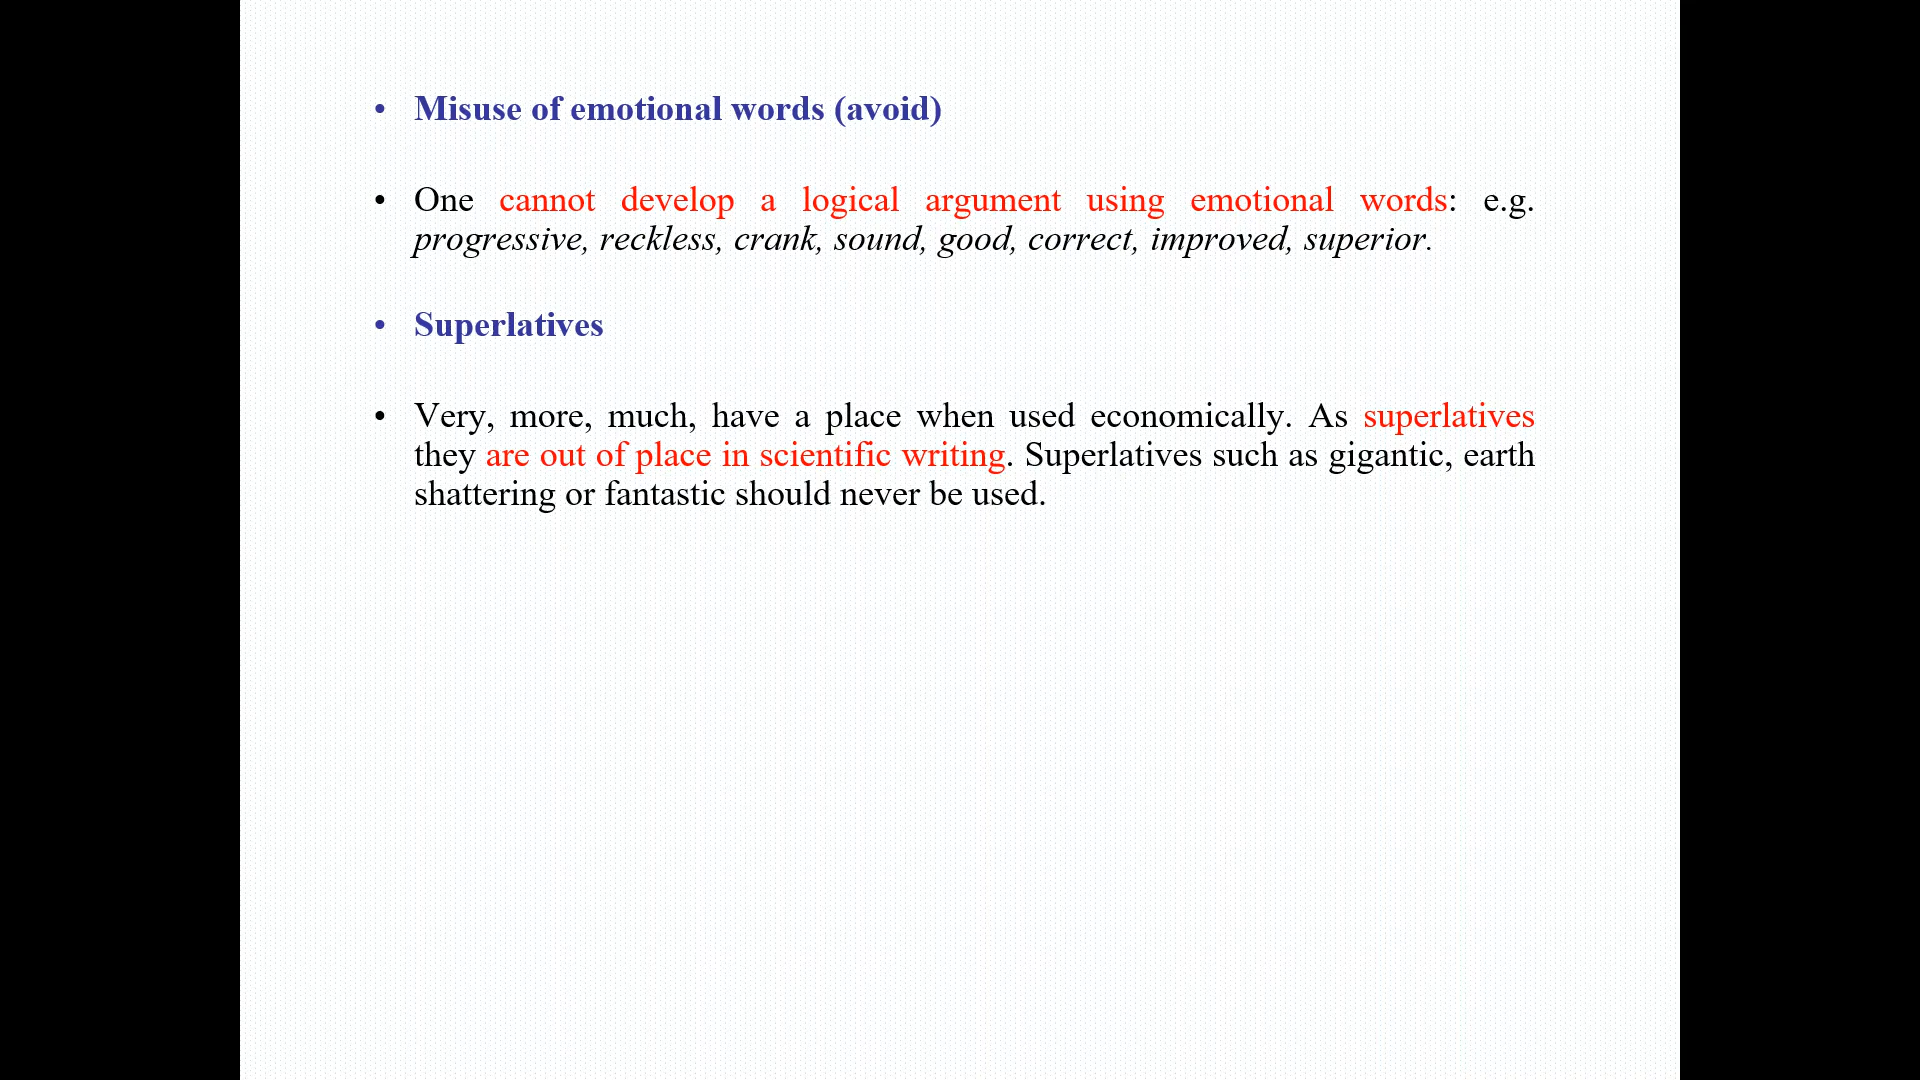 • Misuse of emotional words (avoid)
• One cannot develop a logical argument using emotional words: e.g.
progressive, reckless, crank, sound, good, correct, improved, superior.
• Superlatives
• Very, more, much, have a place when used economically. As superlatives
they are out of place in scientific writing. Superlatives such as gigantic, earth
shattering or fantastic should never be used.